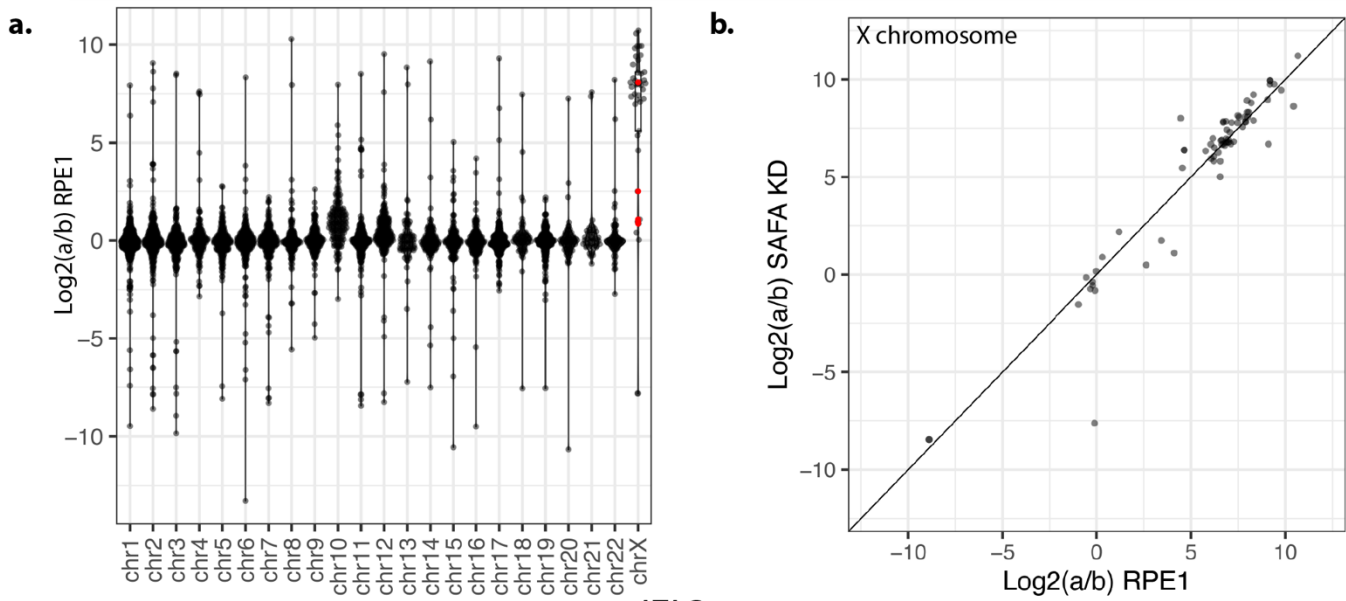 a.
Log2(a/b) RPE1
10
5
0
−5
−10
chr1
chr2
chr3
chr4
chr5
chr6
chr7
chr8
chr9
chr10
chr11
chr12
chr13
chr14
chr15
chr16
chr17
chr18
chr19
chr20
chr21
chr22
chrX
b.
X chromosome
Log2(a/b) SAFA KD
10
5
0
−5
−10
−10
−5
0
5
10
Log2(a/b) RPE1